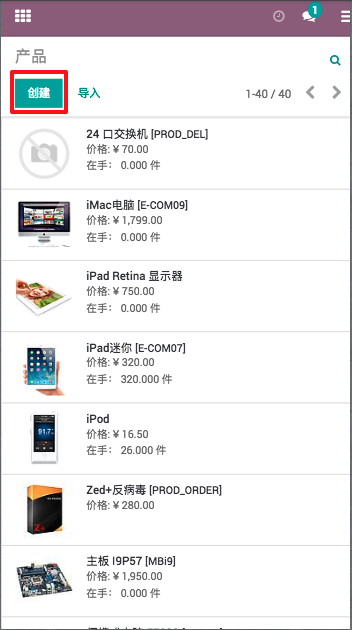 1
产品
创建
导入
1-40 / 40
24 口交换机 [PROD_DEL]
价格: ¥ 70.00
在手： 0.000 件
iMac电脑 [E-COM09]
价格: ¥ 1,799.00
在手： 0.000 件
iPad Retina 显示器
价格: ¥ 750.00
在手： 0.000 件
iPad迷你 [E-COM07]
价格: ¥ 320.00
在手： 320.000 件
iPod
价格: ¥ 16.50
在手： 26.000 件
91.7
Zed+反病毒 [PROD_ORDER]
价格: ¥ 280.00
Z+
主板 I9P57 [MBi9]
价格: ¥ 1,950.00
在手： 0.000 件